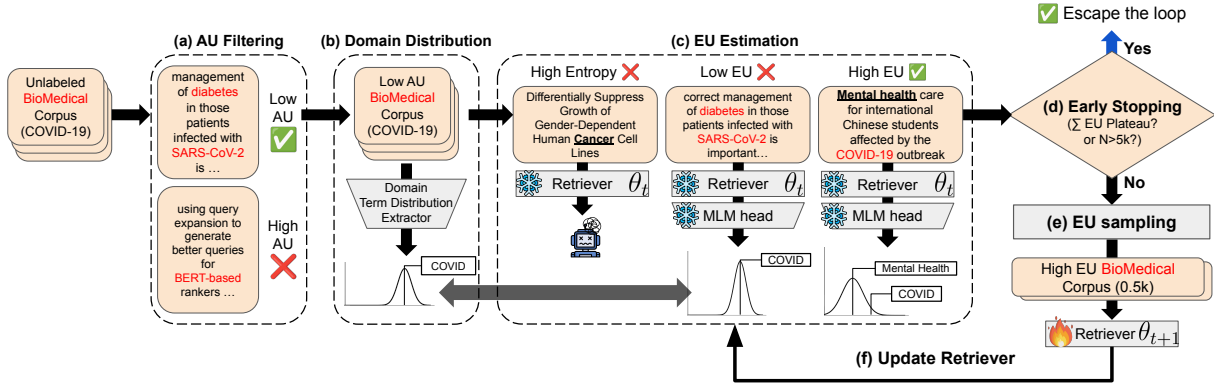 Escape the loop
Yes
(a) AU Filtering
(b) Domain Distribution
(c) EU Estimation
Unlabeled
BioMedical
Corpus
(COVID-19)
management
of diabetes
in those
patients
infected with
SARS-CoV-2
is …
Low
AU
using query
expansion to
generate
better queries
for
BERT-based
rankers …
High
AU
Low AU
BioMedical
Corpus
(COVID-19)
Domain
Term Distribution
Extractor
COVID
High Entropy
Differentially Suppress
Growth of
Gender-Dependent
Human Cancer Cell
Lines
Retriever θt
Low EU
correct management
of diabetes in those
patients infected with
SARS-CoV-2 is
important…
Retriever θt
MLM head
COVID
High EU
Mental health care
for international
Chinese students
affected by the
COVID-19 outbreak
Retriever θt
MLM head
Mental Health
COVID
(d) Early Stopping
(∑ EU Plateau?
or N>5k?)
No
(e) EU sampling
High EU BioMedical
Corpus (0.5k)
Retriever θt+1
(f) Update Retriever